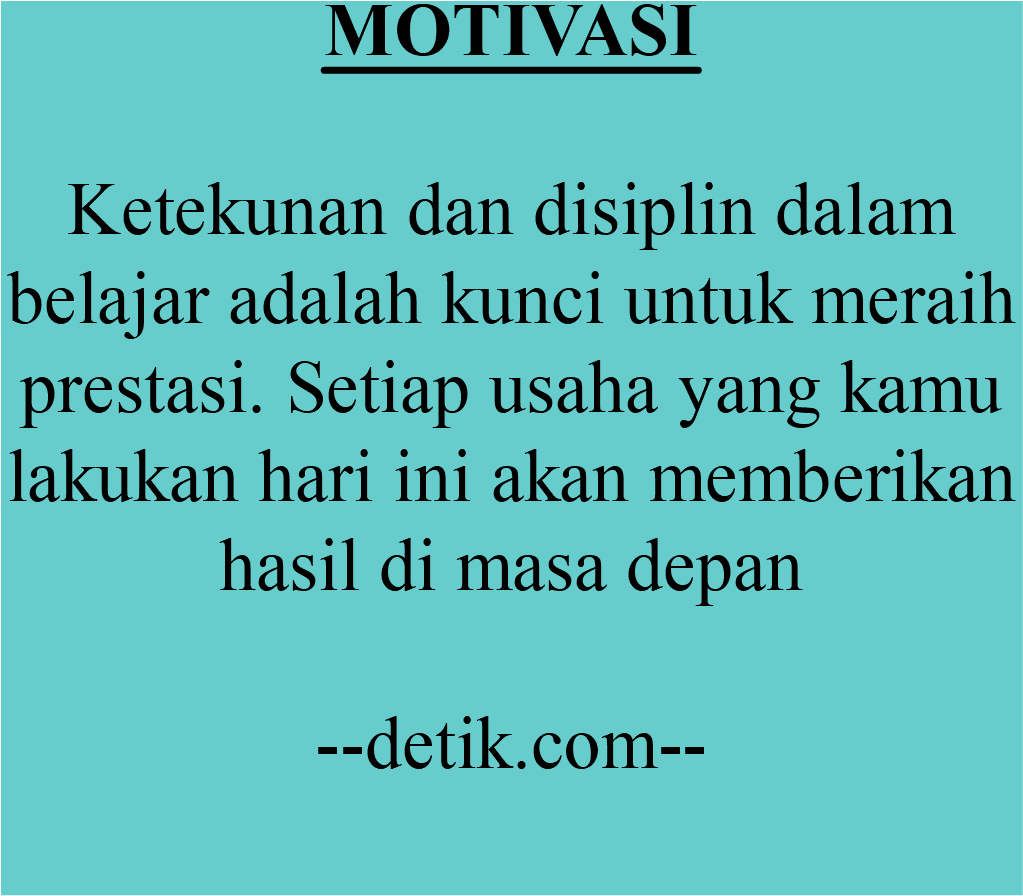 MOTIVASI
Ketekunan dan disiplin dalam
belajar adalah kunci untuk meraih
prestasi. Setiap usaha yang kamu
lakukan hari ini akan memberikan
hasil di masa depan
--detik.com--